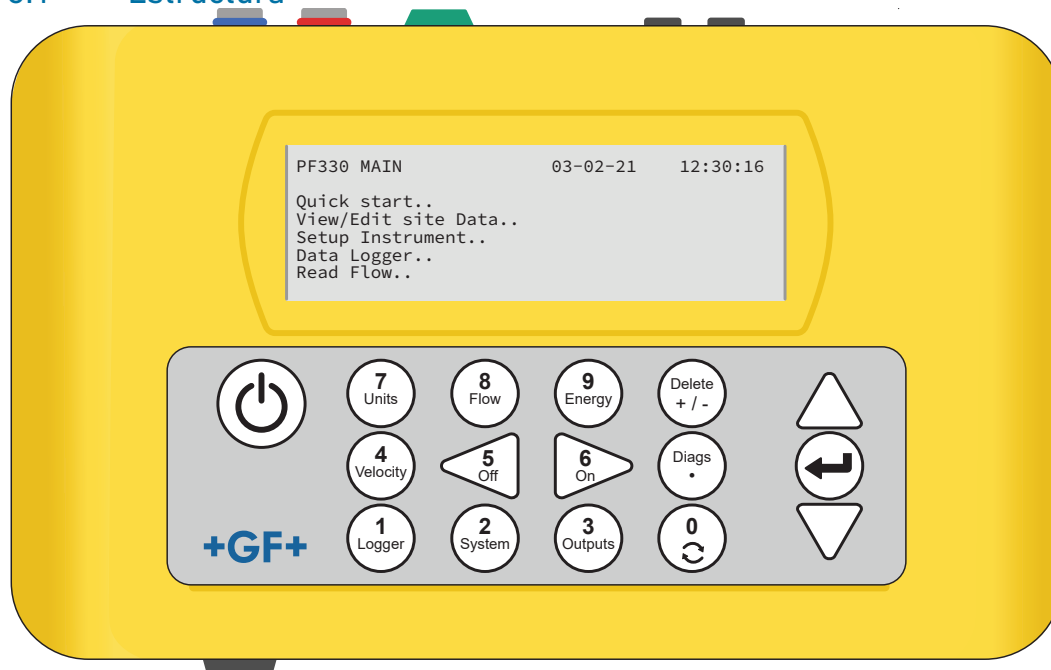 Estructura
PF330 MAIN 03-02-21 12:30:16
Quick start..
View/Edit site Data..
Setup Instrument..
Data Logger..
Read Flow..
7 8 9 Delete
Units Flow Energy + / -
4 5 6 Diags
Velocity Off On •
1 2 3 0
Logger System Outputs
+GF+